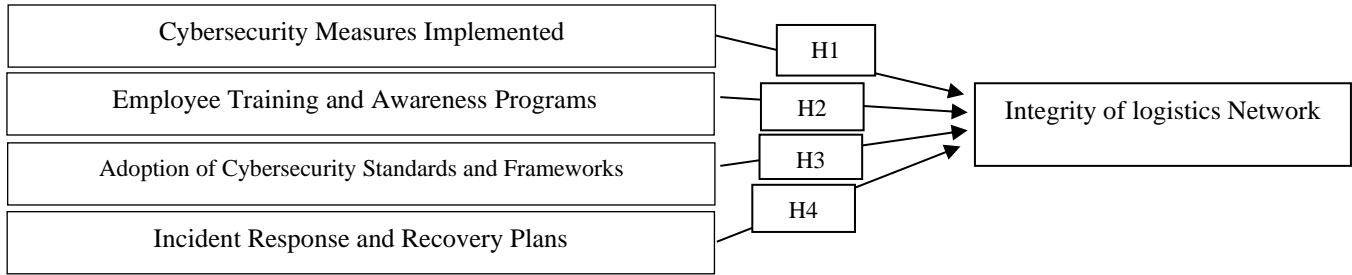 Cybersecurity Measures Implemented
H1
Employee Training and Awareness Programs
H2
Integrity of logistics Network
Adoption of Cybersecurity Standards and Frameworks
H3
Incident Response and Recovery Plans
H4